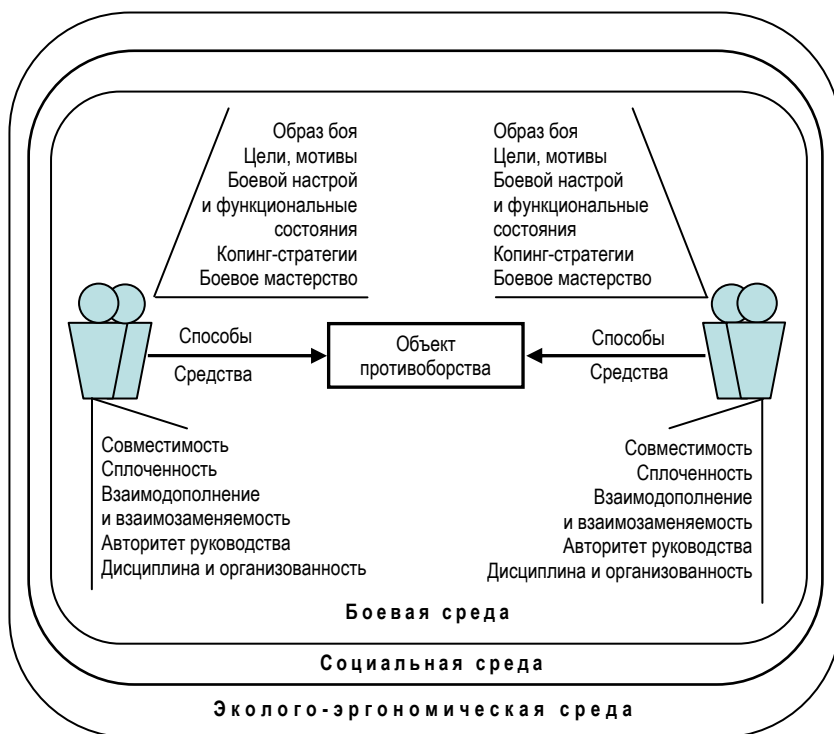 Образ боя
Цели, мотивы
Боевой настрой
и функциональные
состояния
Копинг-стратегии
Боевое мастерство
Образ боя
Цели, мотивы
Боевой настрой
и функциональные
состояния
Копинг-стратегии
Боевое мастерство
Способы
Средства
Объект
противоборства
Способы
Средства
Совместимость
Сплоченность
Взаимодополнение
и взаимозаменяемость
Авторитет руководства
Дисциплина и организованность
Совместимость
Сплоченность
Взаимодополнение
и взаимозаменяемость
Авторитет руководства
Дисциплина и организованность
Боевая среда
Социальная среда
Эколого-эргономическая среда